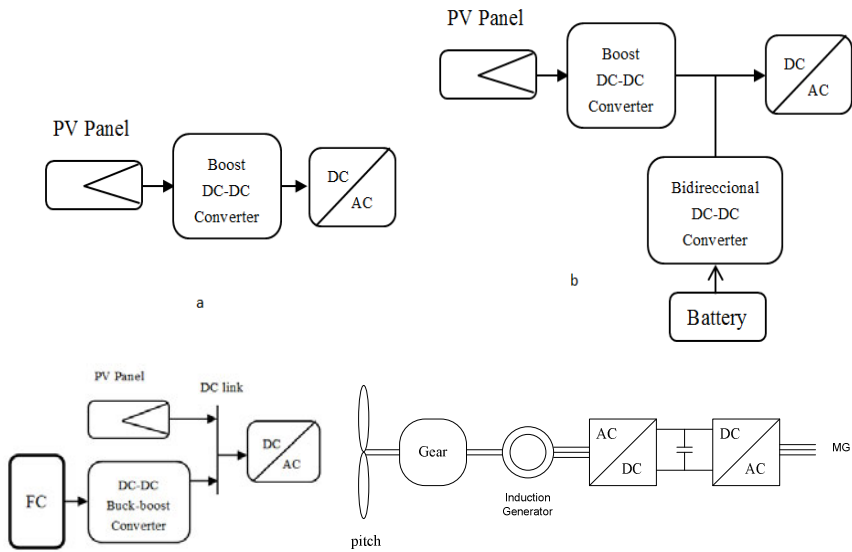 PV Panel
Boost
DC-DC
Converter
DC
AC
a
PV Panel
Boost
DC-DC
Converter
DC
AC
Bidireccional
DC-DC
Converter
Battery
b
PV Panel
DC link
DC
AC
FC
DC-DC
Buck-boost
Converter
pitch
Gear
Induction
Generator
AC
DC
DC
AC
MG